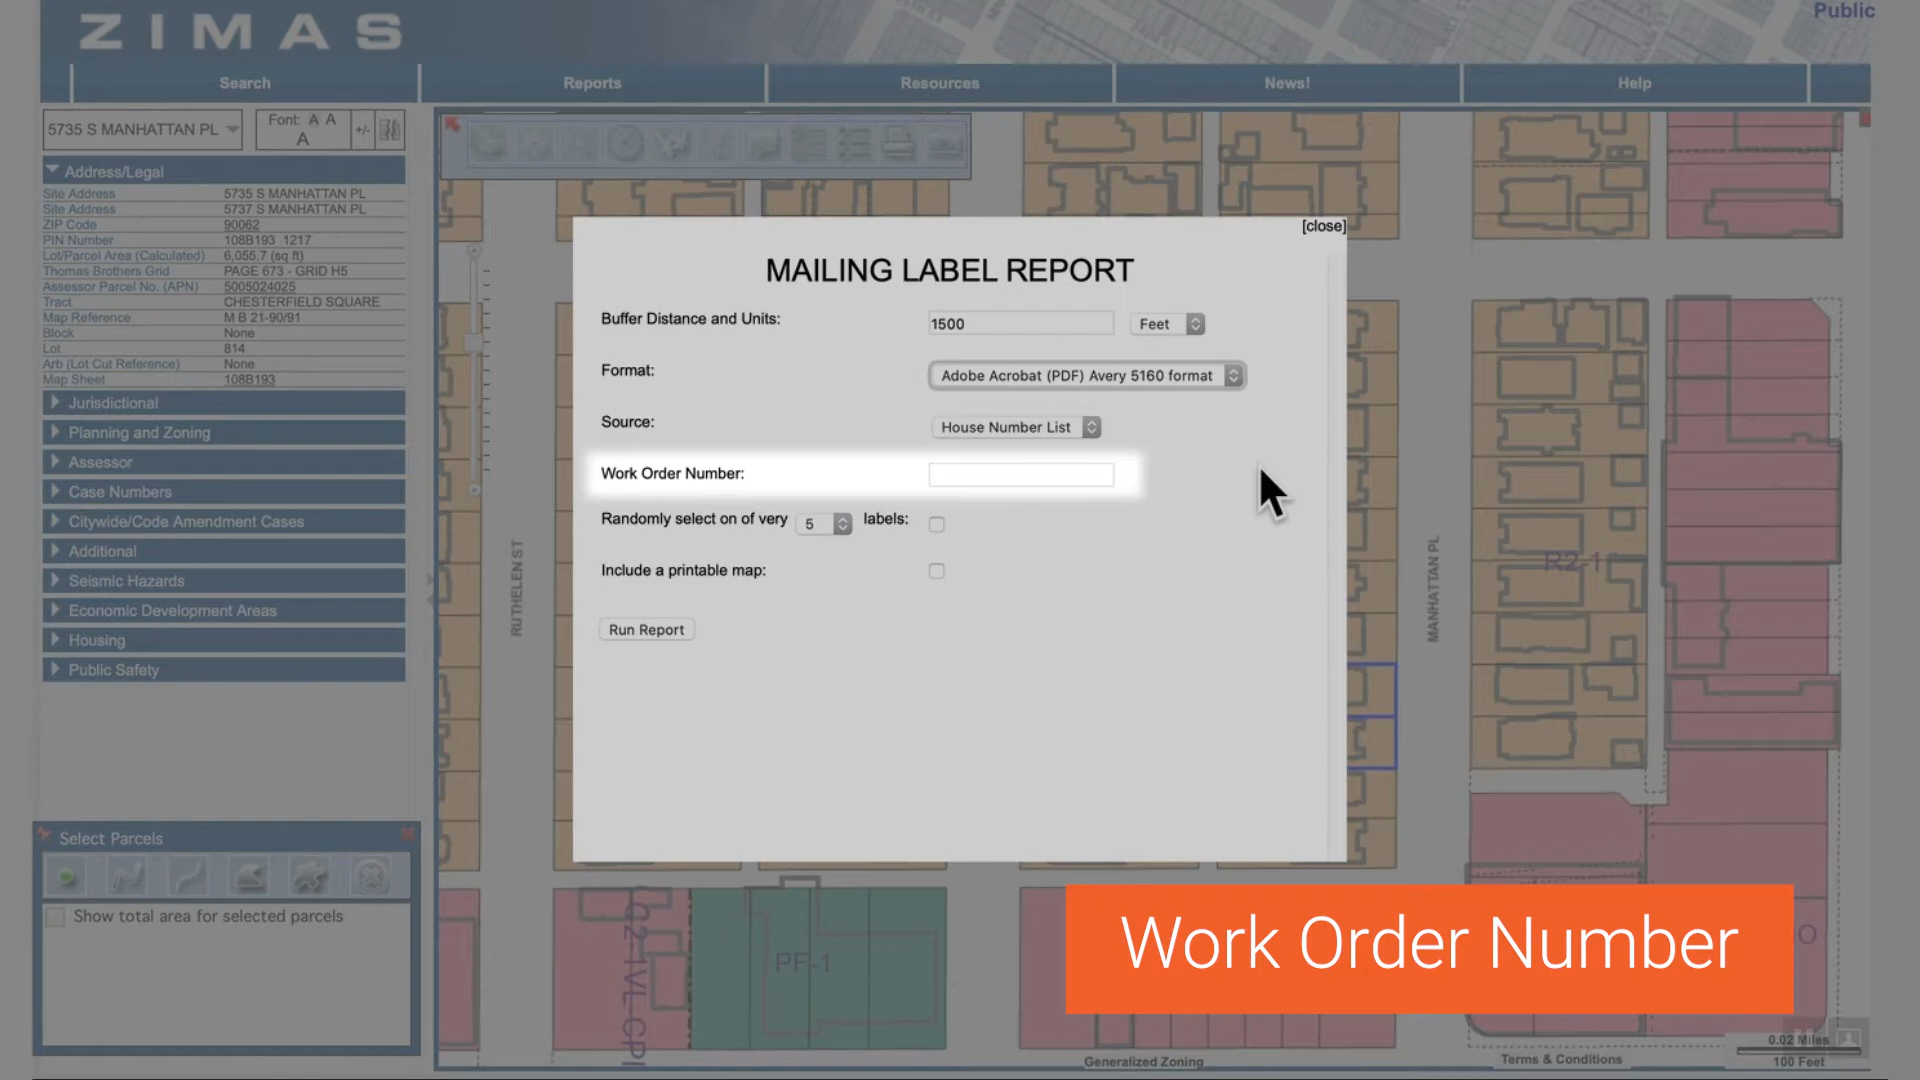 ZIMAS
Public
Search
Reports
Resources
News!
Help
5735 S MANHATTAN PL
Font: A A
A
+/-
Address/Legal
Site Address 5735 S MANHATTAN PL
Site Address 5737 S MANHATTAN PL
ZIP Code 90062
PIN Number 108B193 1217
Lot/Parcel Area (Calculated) 6,055.7 (sq ft)
Thomas Brothers Grid PAGE 673 - GRID H5
Assessor Parcel No. (APN) 5005024025
Tract CHESTERFIELD SQUARE
Map Reference M B 21-90/91
Block None
Lot 814
Arb (Lot Cut Reference) None
Map Sheet 108B193
Jurisdictional
Planning and Zoning
Assessor
Case Numbers
Citywide/Code Amendment Cases
Additional
Seismic Hazards
Economic Development Areas
Housing
Public Safety
Select Parcels
Show total area for selected parcels
[close]
MAILING LABEL REPORT
Buffer Distance and Units: 1500 Feet
Format: Adobe Acrobat (PDF) Avery 5160 format
Source: House Number List
Work Order Number:
Randomly select on of very 5 labels:
Include a printable map:
Run Report
RUTHELEN ST
MANHATTAN PL
R2-1
C2-1VL-CPI
PF-1
O
Work Order Number
Generalized Zoning
Terms & Conditions
0.02 Miles
100 Feet